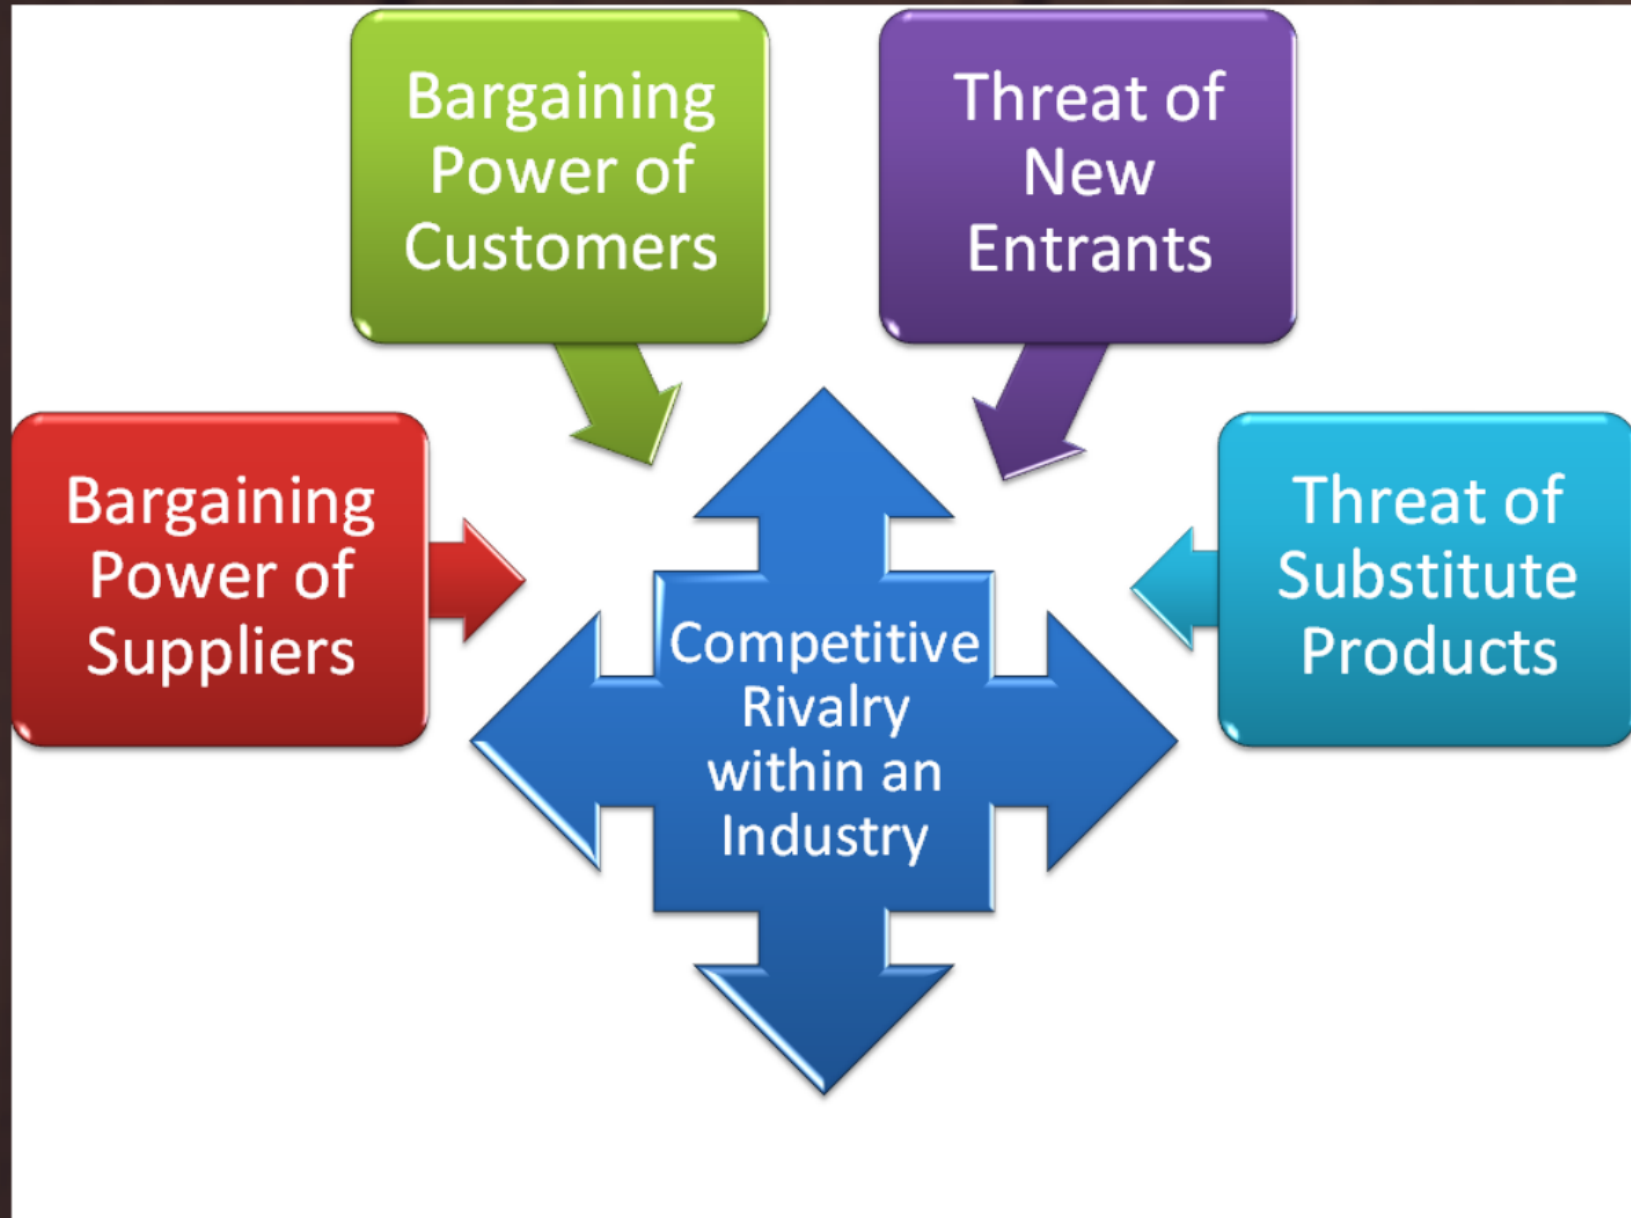 Bargaining
Power of
Customers
Threat of
New
Entrants
Bargaining
Power of
Suppliers
Threat of
Substitute
Products
Competitive
Rivalry
within an
Industry